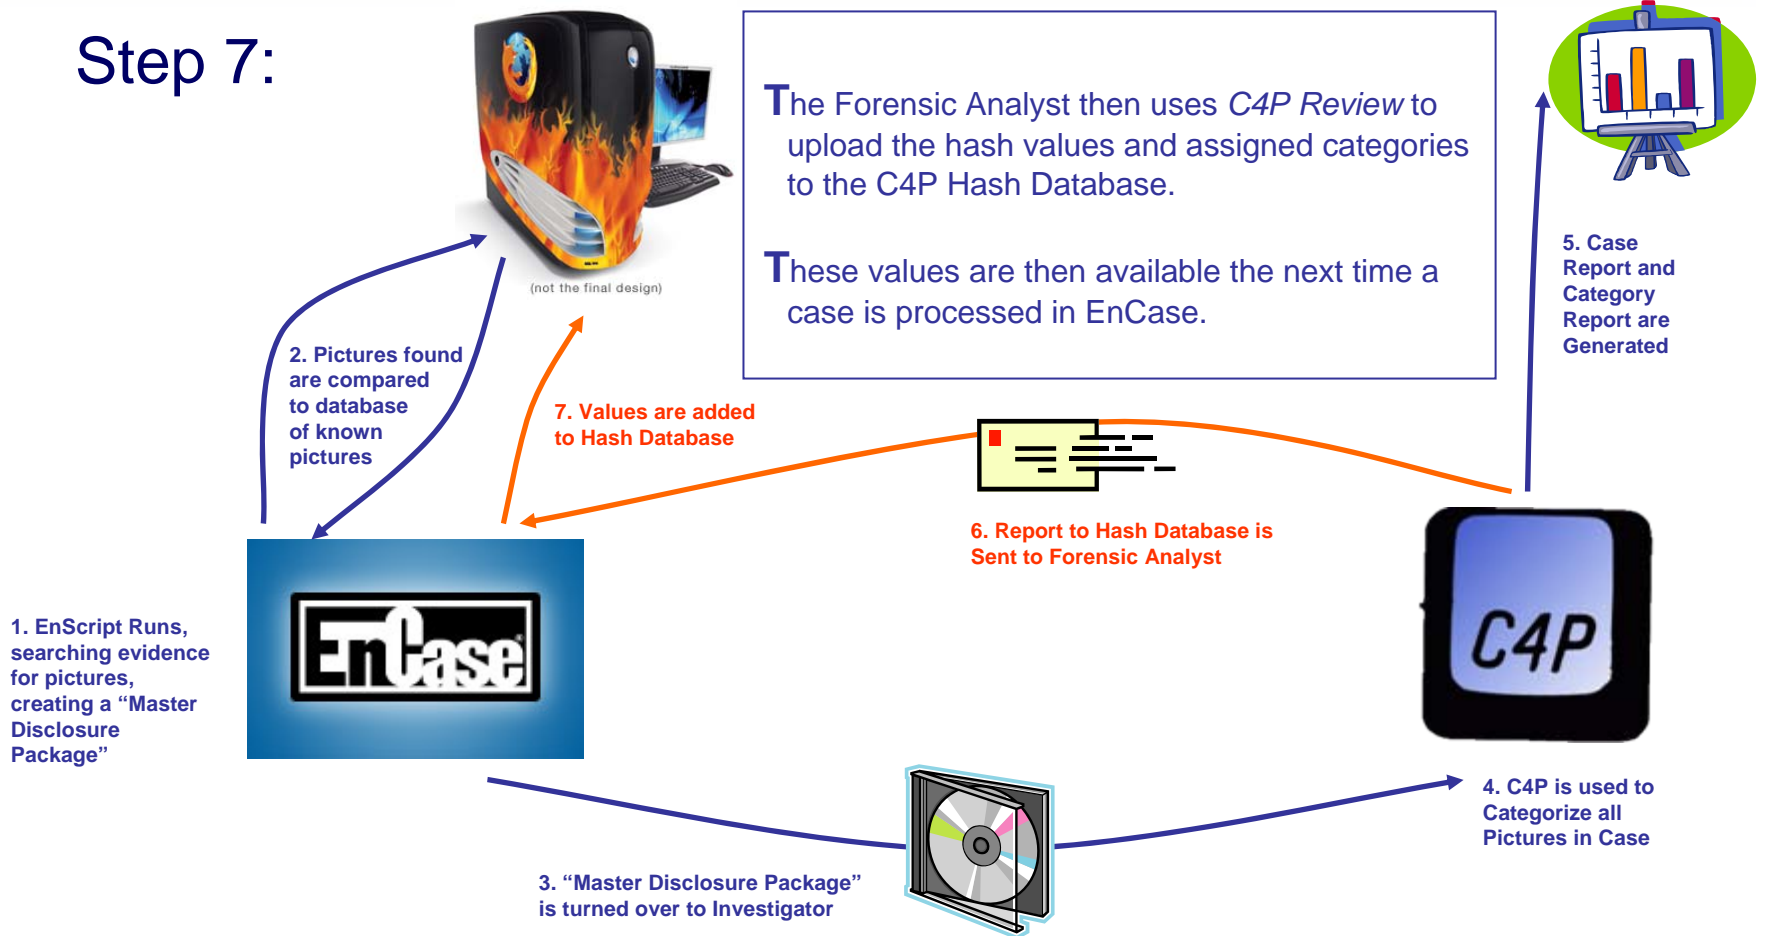 Step 7:
(not the final design)
The Forensic Analyst then uses C4P Review to
upload the hash values and assigned categories
to the C4P Hash Database.
These values are then available the next time a
case is processed in EnCase.
5. Case
Report and
Category
Report are
Generated
2. Pictures found
are compared
to database
of known
pictures
7. Values are added
to Hash Database
6. Report to Hash Database is
Sent to Forensic Analyst
EnCase®
C4P
1. EnScript Runs,
searching evidence
for pictures,
creating a “Master
Disclosure
Package”
4. C4P is used to
Categorize all
Pictures in Case
3. “Master Disclosure Package”
is turned over to Investigator